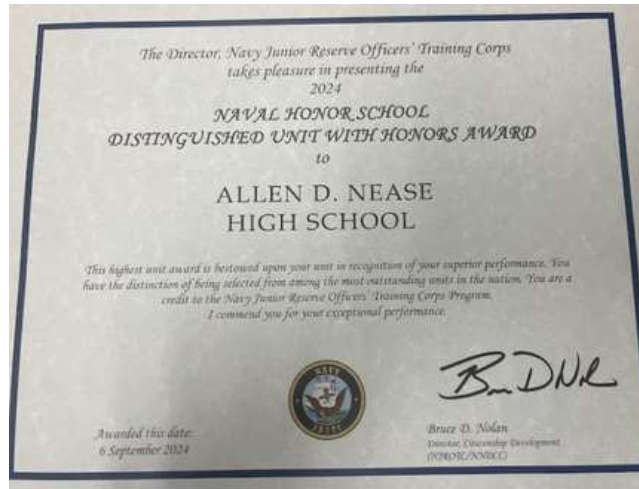 The Director, Navy Junior Reserve Officers' Training Corps
takes pleasure in presenting the
2024
NAVAL HONOR SCHOOL
DISTINGUISHED UNIT WITH HONORS AWARD
to
ALLEN D. NEASE
HIGH SCHOOL
This highest unit award is bestowed upon your unit in recognition of your superior performance. You
have the distinction of being selected from among the most outstanding units in the nation. You are a
credit to the Navy Junior Reserve Officers' Training Corps Program.
I commend you for your exceptional performance.
Awarded this date:
6 September 2024
Bruce D. Nolan
Director, Citizenship Development
(NJROTC/NNDCC)